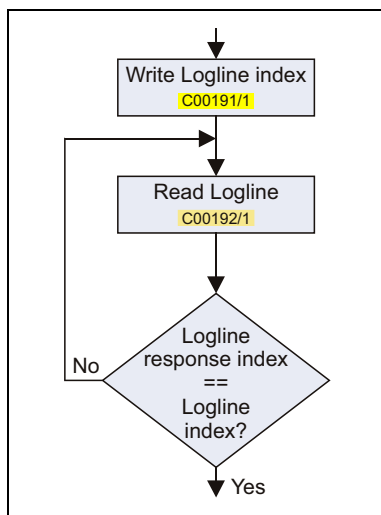 Write Logline index
C00191/1
Read Logline
C00192/1
Logline
response index
==
Logline
index?
No
Yes